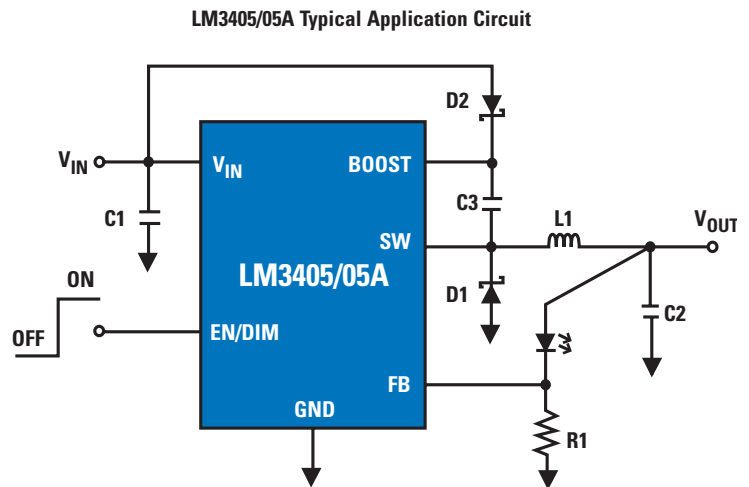 LM3405/05A Typical Application Circuit
D2
VIN
VIN
BOOST
C1
C3
L1
VOUT
SW
ON
LM3405/05A
D1
C2
OFF
EN/DIM
FB
GND
R1